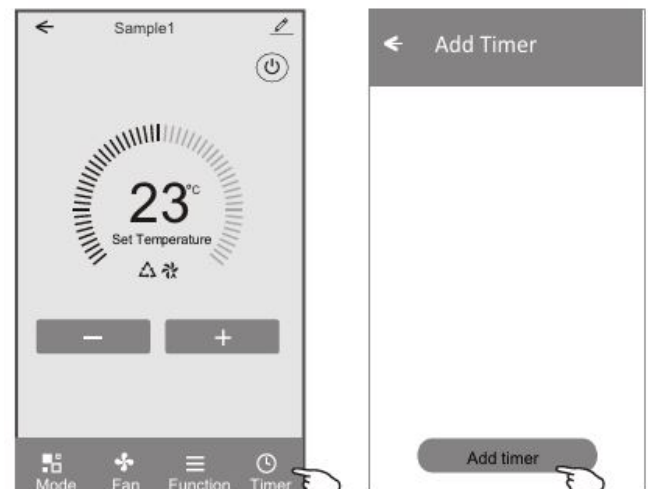 Sample1
23°C
Set Temperature
Mode Fan Function Timer
Add Timer
Add timer